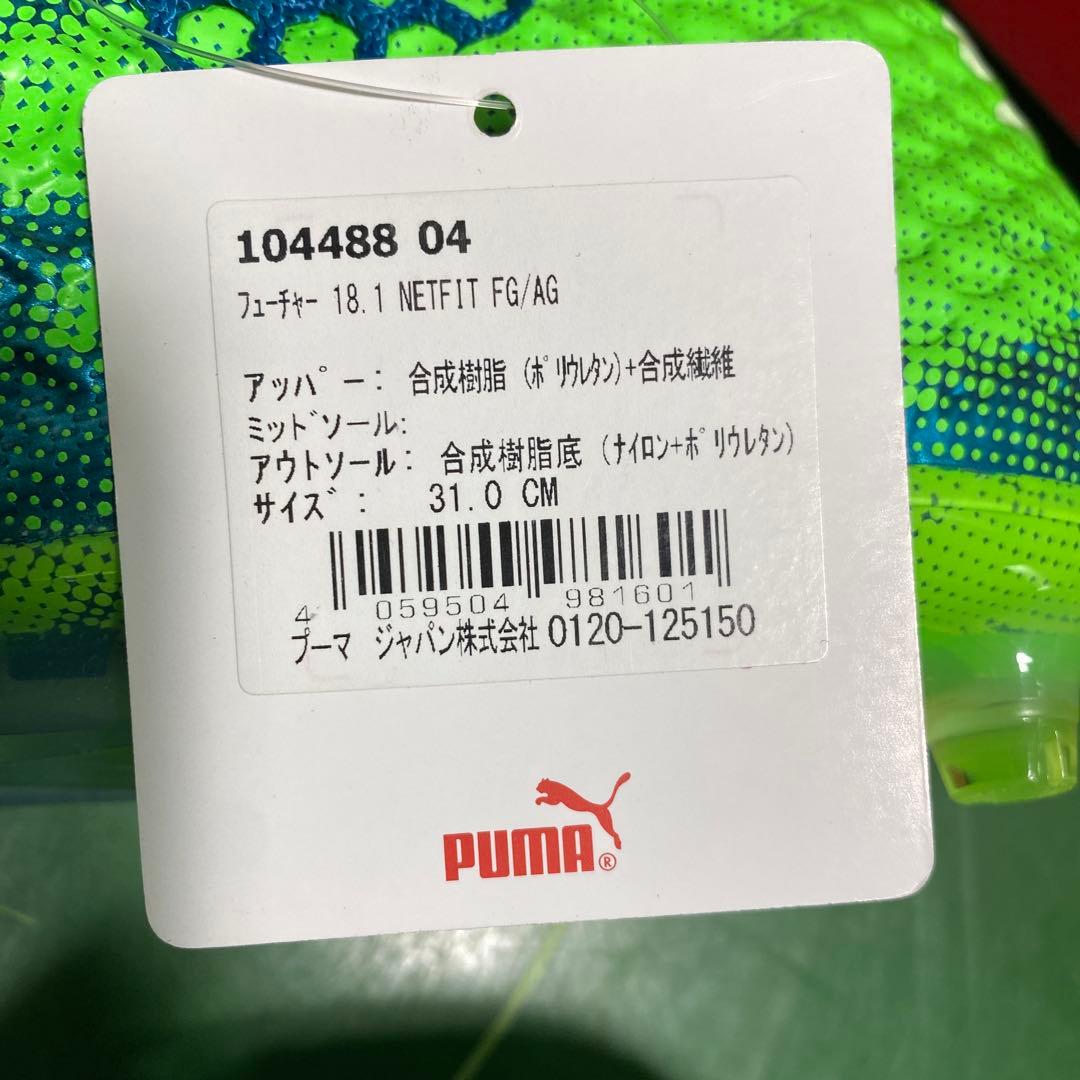 104488 04
ﾌｭｰﾁｬｰ 18.1 NETFIT FG/AG
アッパ゜ー: 合成樹脂 (ﾎﾟﾘｳﾚﾀﾝ)+合成繊維
ミッド゛ソール:
アウトソール: 合成樹脂底 (ﾅｲﾛﾝ+ﾎﾟﾘｳﾚﾀﾝ)
サイズ゛: 31.0 CM
4 059504 981601
プーマ ジャパン株式会社 0120-125150
PUMA®